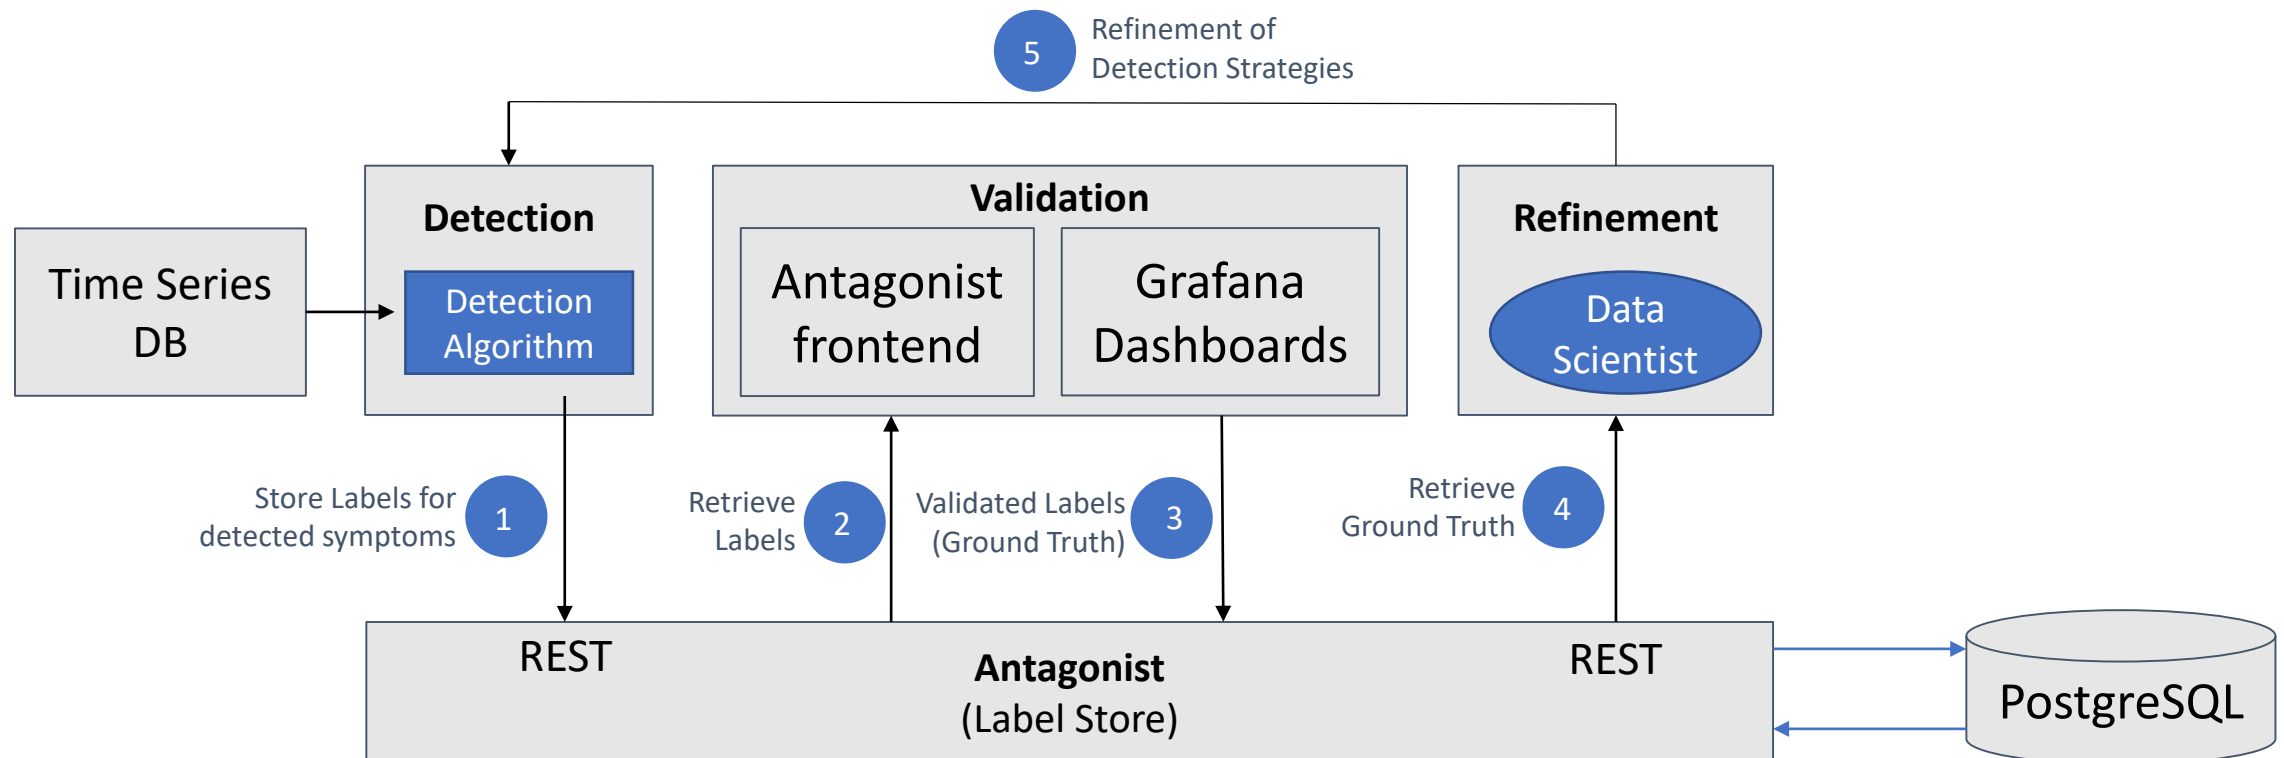 5
Refinement of
Detection Strategies
Detection
Validation
Refinement
Time Series
DB
Detection
Algorithm
Antagonist
frontend
Grafana
Dashboards
Data
Scientist
Store Labels for
detected symptoms
1
Retrieve
Labels
2
Validated Labels
(Ground Truth)
3
Retrieve
Ground Truth
4
REST
Antagonist
(Label Store)
REST
PostgreSQL